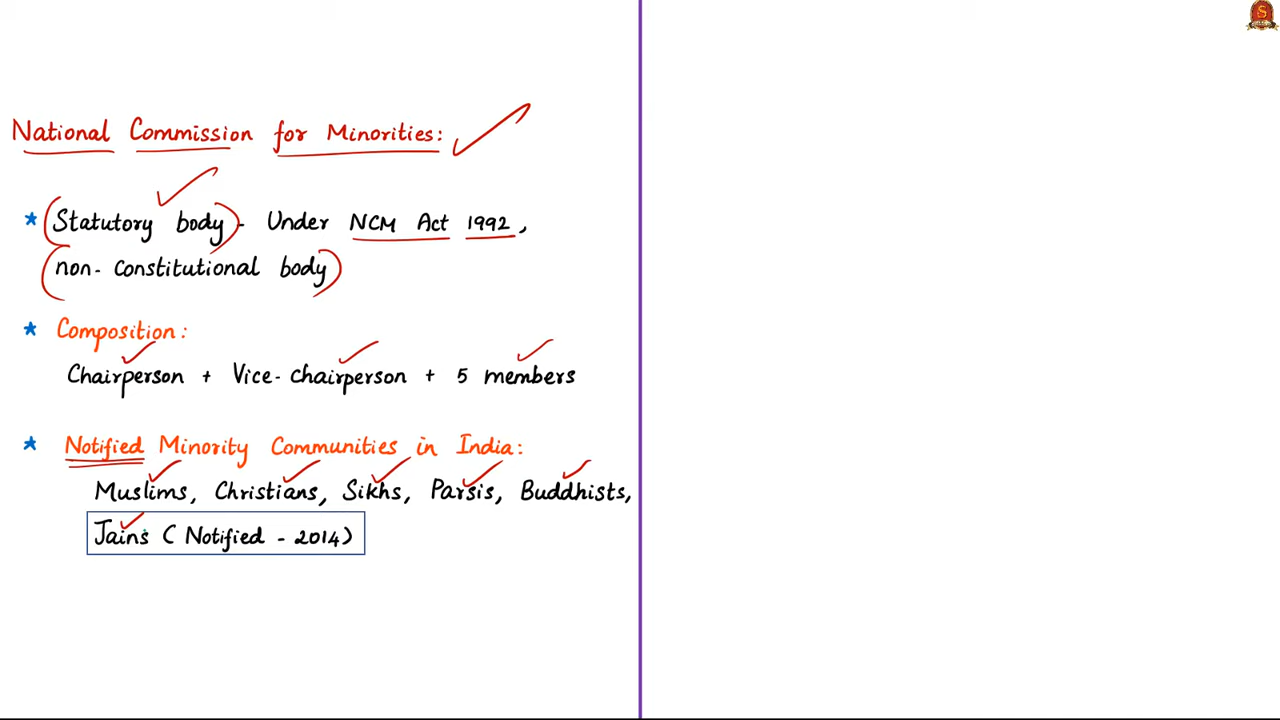 National Commission for Minorities:
* Statutory body - Under NCM Act 1992,
non-Constitutional body
* Composition:
Chairperson + Vice-chairperson + 5 members
* Notified Minority Communities in India:
Muslims, Christians, Sikhs, Parsis, Buddhists,
Jains (Notified - 2014)